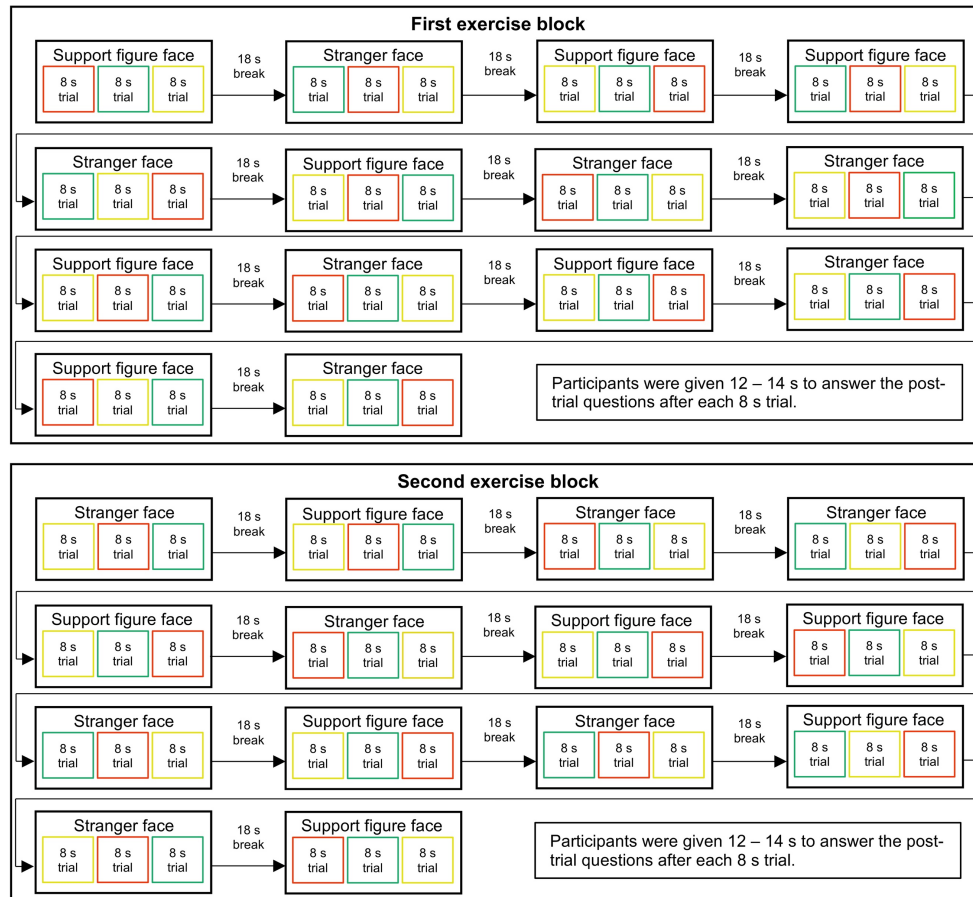 First exercise block
Support figure face
8 s 8 s 8 s
trial trial trial
18 s
break
Stranger face
8 s 8 s 8 s
trial trial trial
18 s
break
Support figure face
8 s 8 s 8 s
trial trial trial
18 s
break
Support figure face
8 s 8 s 8 s
trial trial trial
Stranger face
8 s 8 s 8 s
trial trial trial
18 s
break
Support figure face
8 s 8 s 8 s
trial trial trial
18 s
break
Stranger face
8 s 8 s 8 s
trial trial trial
18 s
break
Stranger face
8 s 8 s 8 s
trial trial trial
Support figure face
8 s 8 s 8 s
trial trial trial
18 s
break
Stranger face
8 s 8 s 8 s
trial trial trial
18 s
break
Support figure face
8 s 8 s 8 s
trial trial trial
18 s
break
Stranger face
8 s 8 s 8 s
trial trial trial
Support figure face
8 s 8 s 8 s
trial trial trial
18 s
break
Stranger face
8 s 8 s 8 s
trial trial trial
Participants were given 12 – 14 s to answer the post-
trial questions after each 8 s trial.
Second exercise block
Stranger face
8 s 8 s 8 s
trial trial trial
18 s
break
Support figure face
8 s 8 s 8 s
trial trial trial
18 s
break
Stranger face
8 s 8 s 8 s
trial trial trial
18 s
break
Stranger face
8 s 8 s 8 s
trial trial trial
Support figure face
8 s 8 s 8 s
trial trial trial
18 s
break
Stranger face
8 s 8 s 8 s
trial trial trial
18 s
break
Support figure face
8 s 8 s 8 s
trial trial trial
18 s
break
Support figure face
8 s 8 s 8 s
trial trial trial
Stranger face
8 s 8 s 8 s
trial trial trial
18 s
break
Support figure face
8 s 8 s 8 s
trial trial trial
18 s
break
Stranger face
8 s 8 s 8 s
trial trial trial
18 s
break
Support figure face
8 s 8 s 8 s
trial trial trial
Stranger face
8 s 8 s 8 s
trial trial trial
18 s
break
Support figure face
8 s 8 s 8 s
trial trial trial
Participants were given 12 – 14 s to answer the post-
trial questions after each 8 s trial.